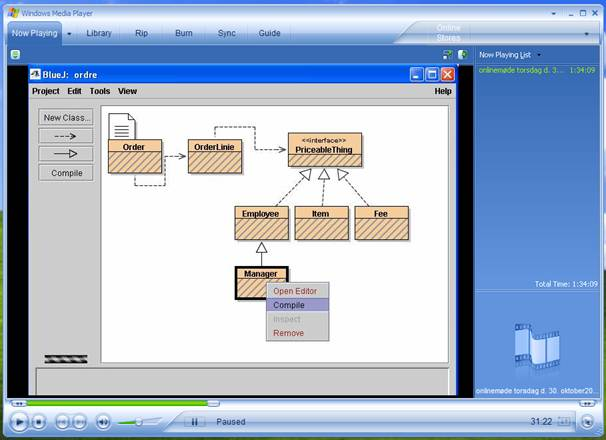 Windows Media Player
Now Playing
Library
Rip
Burn
Sync
Guide
Online
Stores
Now Playing List
onlinemøde torsdag d. 3... 1:34:09
BlueJ: ordre
Project Edit Tools View Help
New Class...
Compile
Order
OrderLinie
<<interface>>
PriceableThing
Employee
Item
Fee
Manager
Open Editor
Compile
Inspect
Remove
Total Time: 1:34:09
onlinemøde torsdag d. 30. oktober20...
Paused
31:22